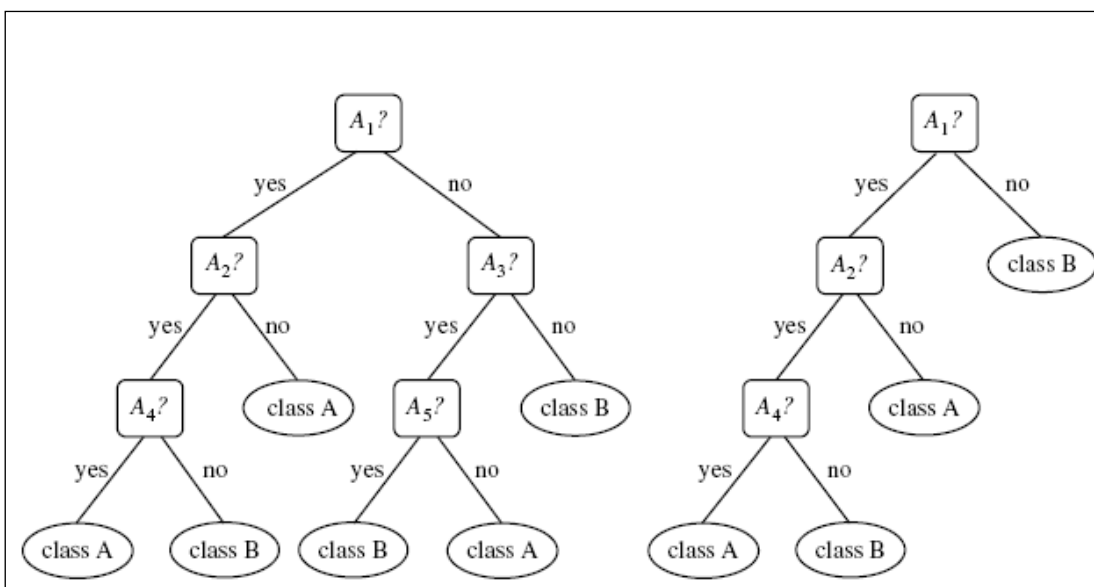 A₁? A₁?
yes no yes no
A₂? A₃? A₂? class B
yes no yes no yes no
A₄? class A A₅? class B A₄? class A
yes no yes no yes no
class A class B class B class A class A class B